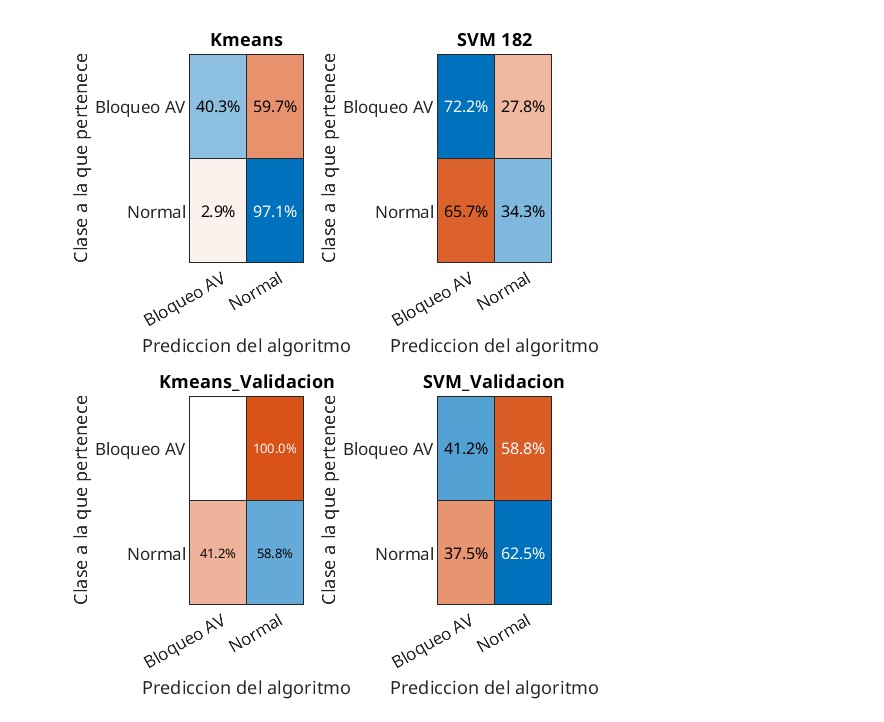 Kmeans
Clase a la que pertenece
Bloqueo AV
40.3%
59.7%
Normal
2.9%
97.1%
Bloqueo AV
Normal
Prediccion del algoritmo
SVM 182
Clase a la que pertenece
Bloqueo AV
72.2%
27.8%
Normal
65.7%
34.3%
Bloqueo AV
Normal
Prediccion del algoritmo
Kmeans_Validacion
Clase a la que pertenece
Bloqueo AV
100.0%
Normal
41.2%
58.8%
Bloqueo AV
Normal
Prediccion del algoritmo
SVM_Validacion
Clase a la que pertenece
Bloqueo AV
41.2%
58.8%
Normal
37.5%
62.5%
Bloqueo AV
Normal
Prediccion del algoritmo